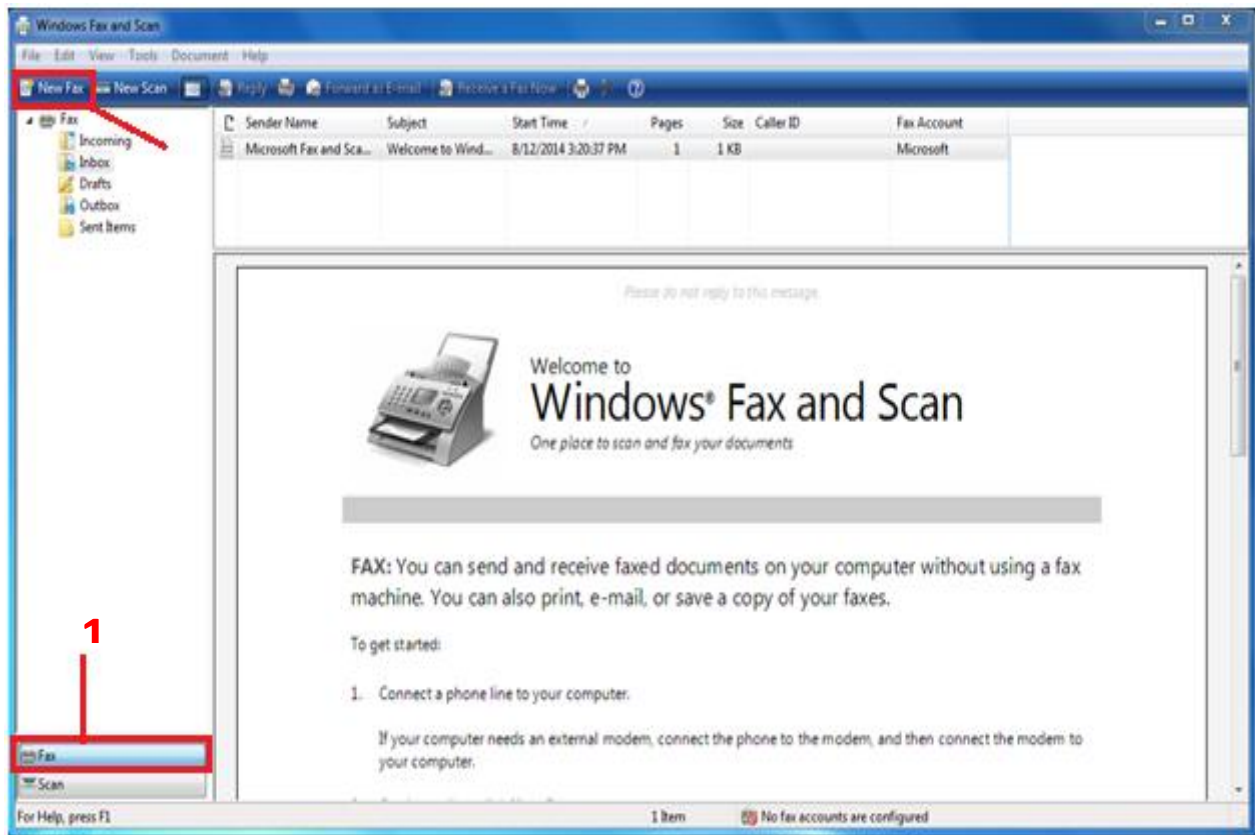 Windows Fax and Scan
File Edit View Tools Document Help
New Fax New Scan Reply Forward as E-mail Receive a Fax Now
Fax
Incoming
Inbox
Drafts
Outbox
Sent Items
Sender Name Subject Start Time Pages Size Caller ID Fax Account
Microsoft Fax and Sca... Welcome to Wind... 8/12/2014 3:20:37 PM 1 1 KB Microsoft
Please do not reply to this message.
Welcome to
Windows® Fax and Scan
One place to scan and fax your documents
FAX: You can send and receive faxed documents on your computer without using a fax
machine. You can also print, e-mail, or save a copy of your faxes.
To get started:
1. Connect a phone line to your computer.
If your computer needs an external modem, connect the phone to the modem, and then connect the modem to
your computer.
1
Fax
Scan
For Help, press F1 1 Item No fax accounts are configured